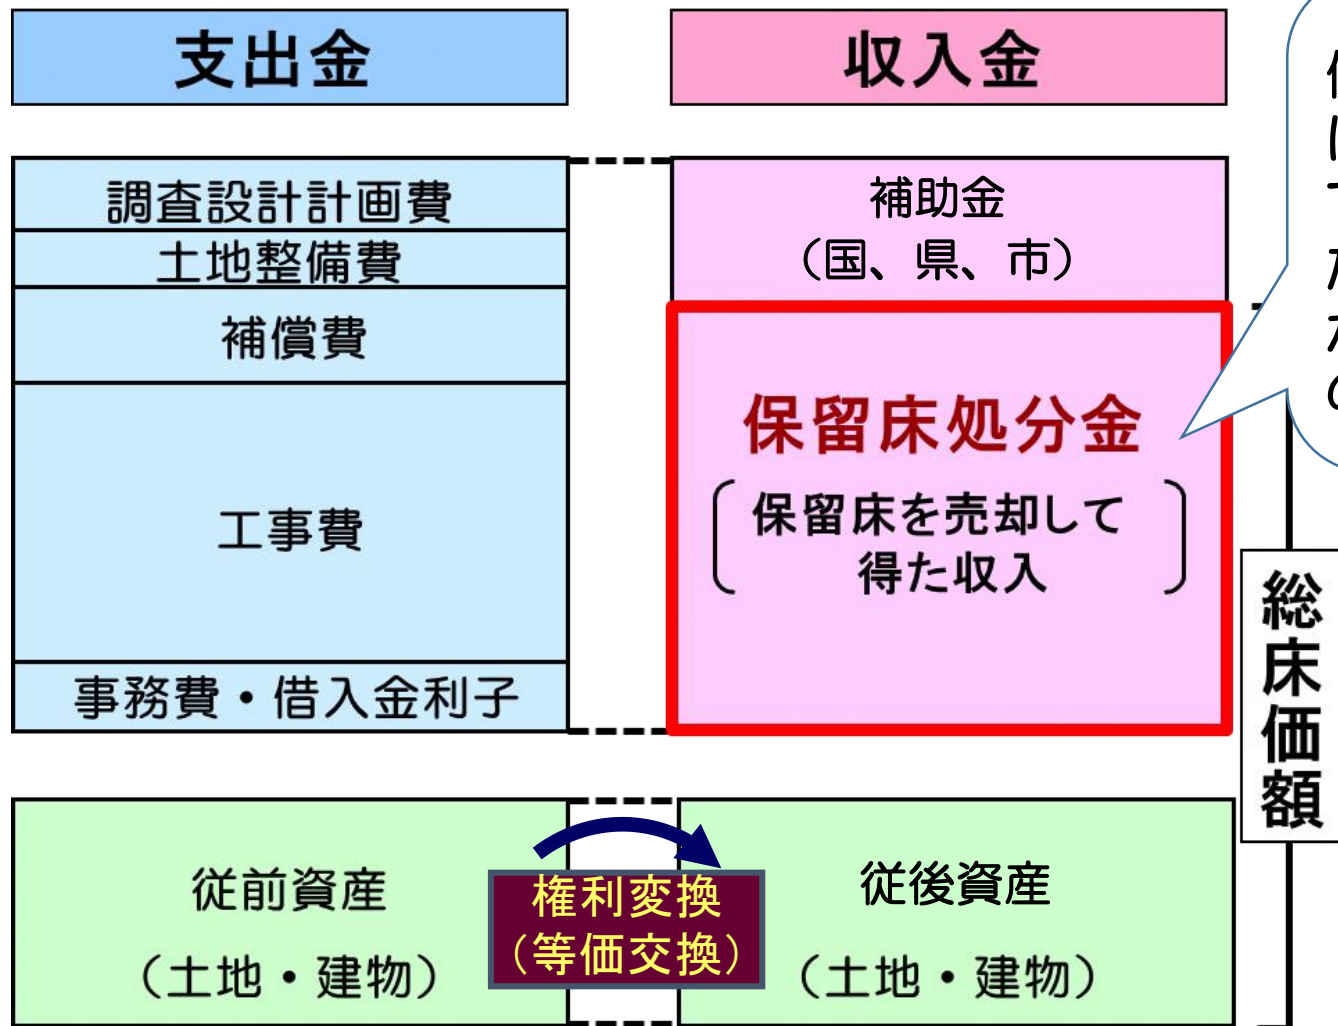 支出金
収入金
調査設計計画費
土地整備費
補償費
工事費
事務費・借入金利子
補助金
（国、県、市）
保留床処分金
保留床を売却して
得た収入
総床価額
従前資産
（土地・建物）
権利変換
（等価交換）
従後資産
（土地・建物）